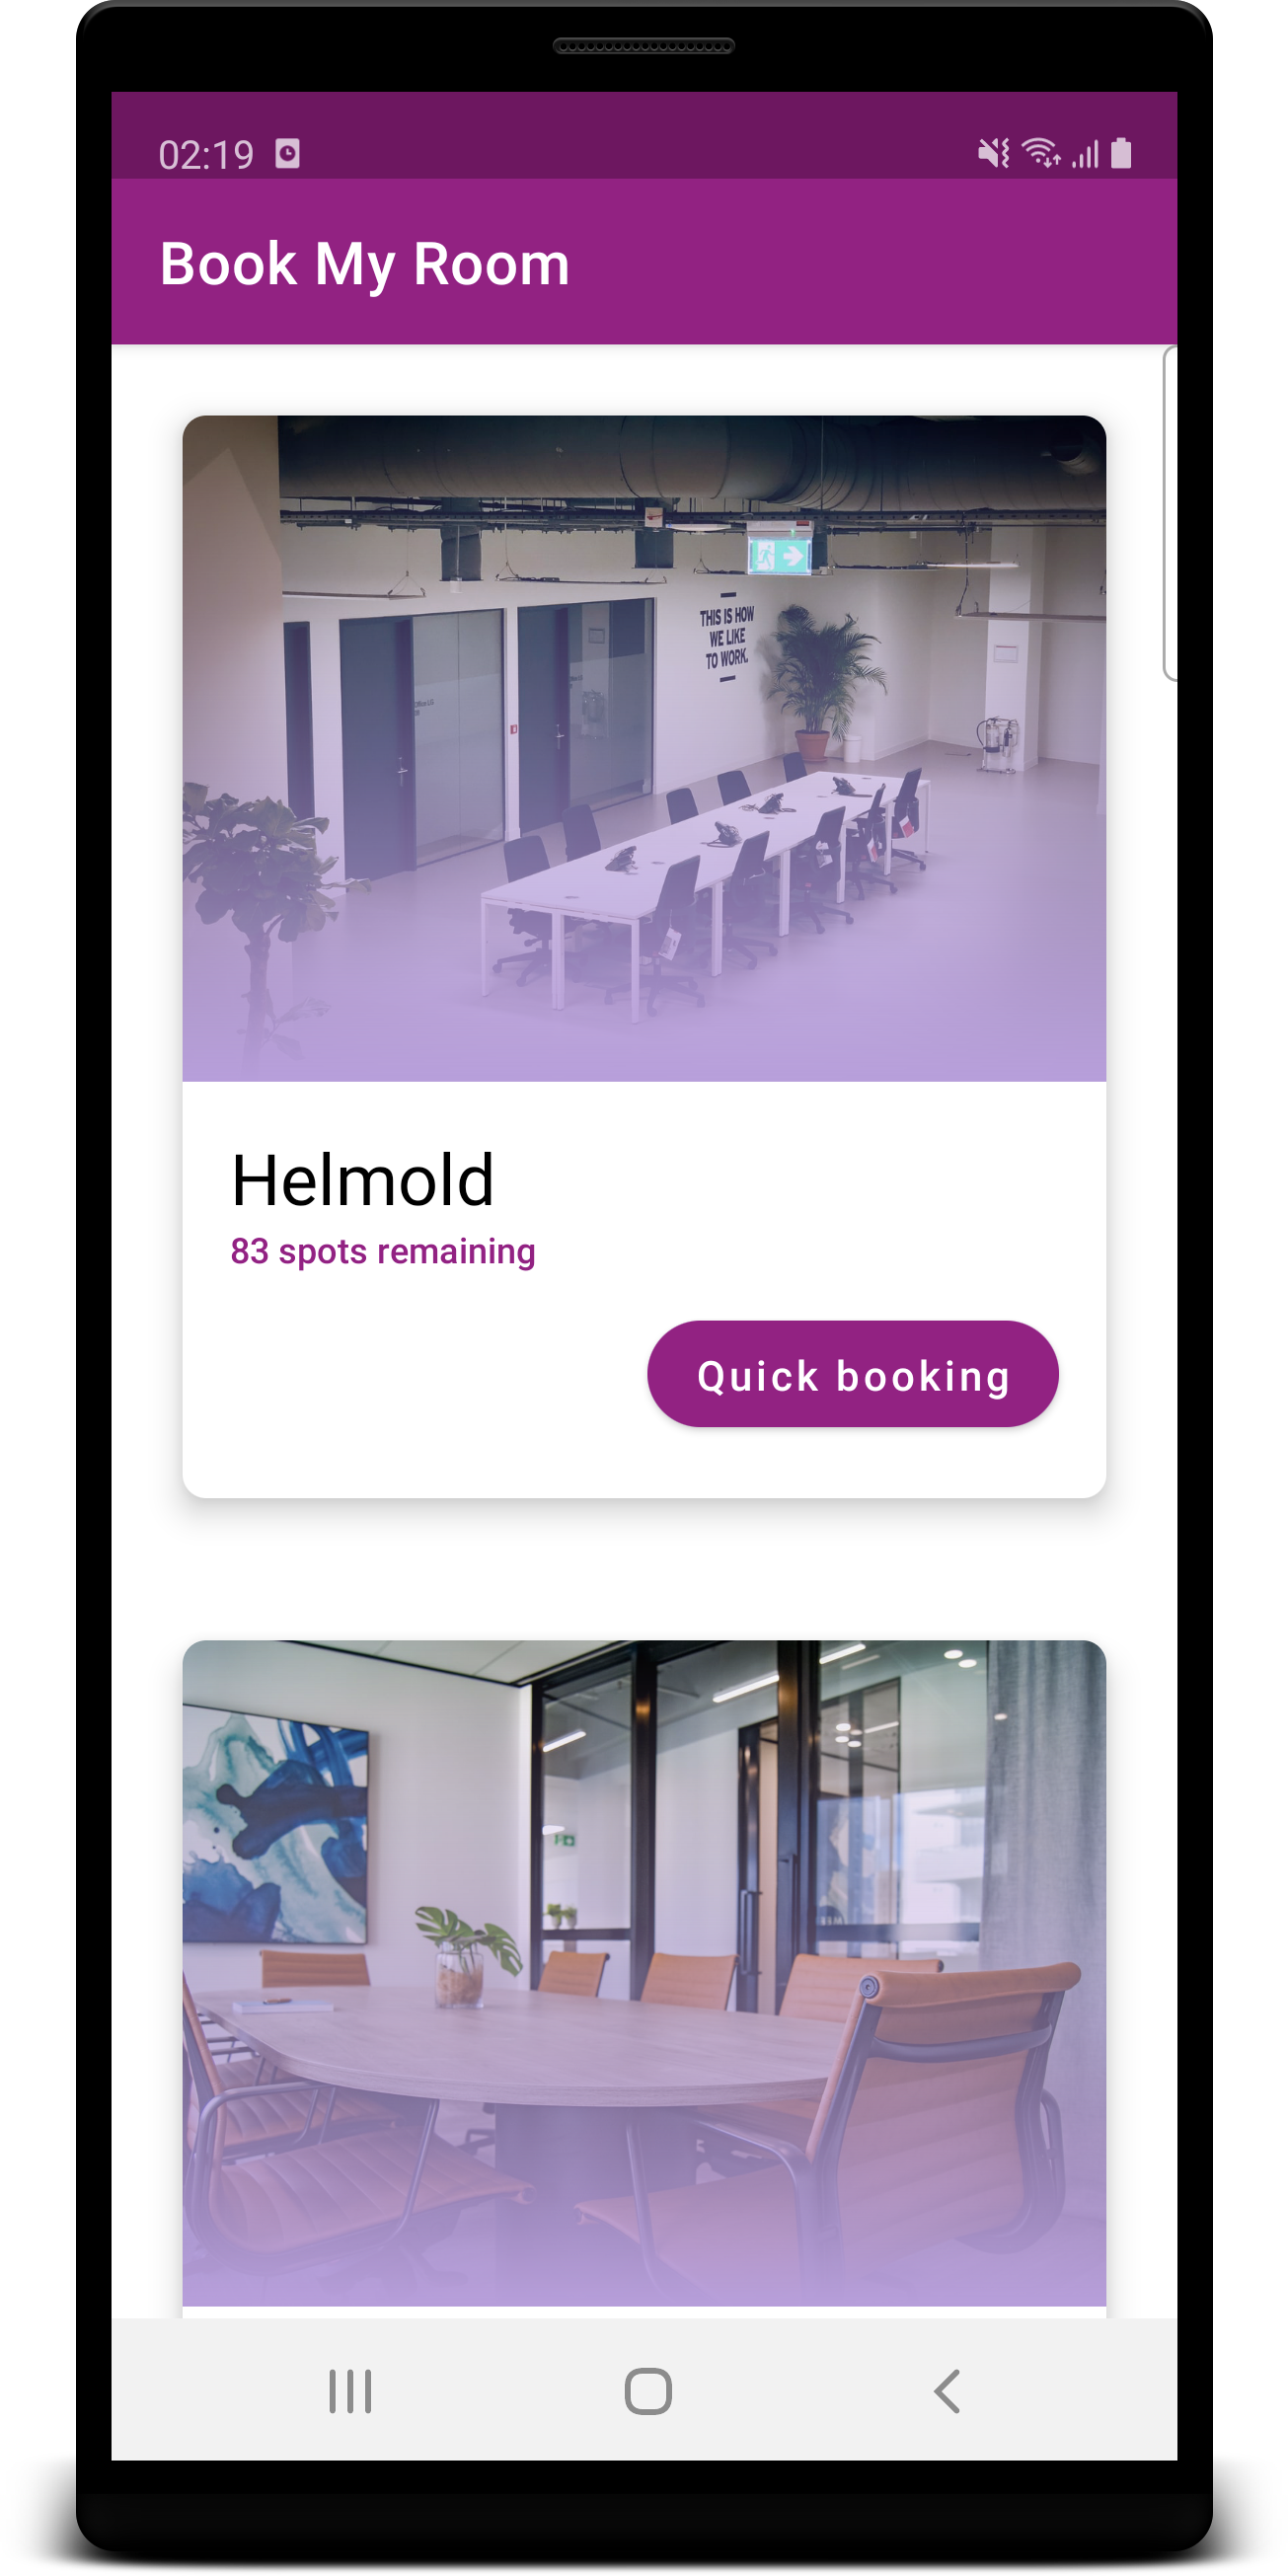 02:19
Book My Room
THIS IS HOW
WE LIKE
TO WORK.
Helmold
83 spots remaining
Quick booking